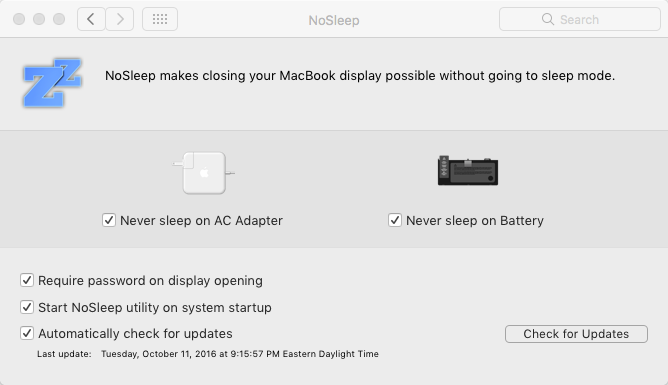 NoSleep
Search
NoSleep makes closing your MacBook display possible without going to sleep mode.
Never sleep on AC Adapter
Never sleep on Battery
Require password on display opening
Start NoSleep utility on system startup
Automatically check for updates
Check for Updates
Last update: Tuesday, October 11, 2016 at 9:15:57 PM Eastern Daylight Time